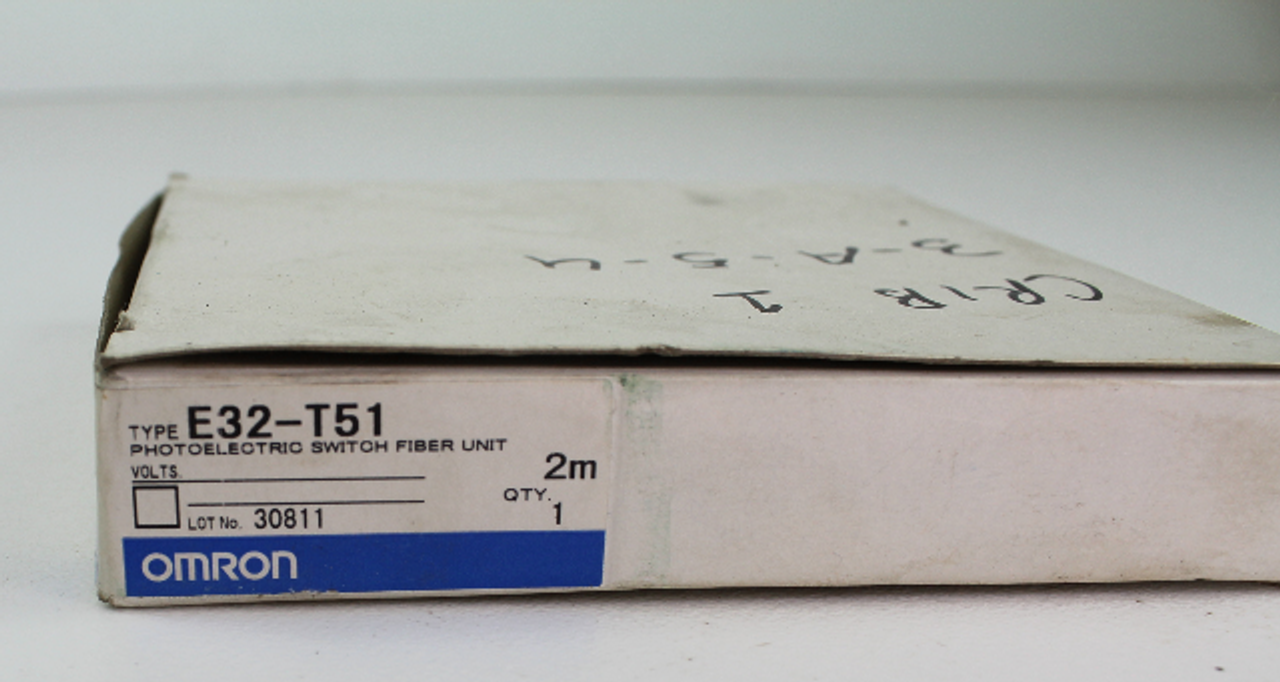 CRIB 1
3-A-5-4
TYPE E32-T51
PHOTOELECTRIC SWITCH FIBER UNIT
VOLTS.
2m
QTY.
1
LOT No. 30811
OMRON